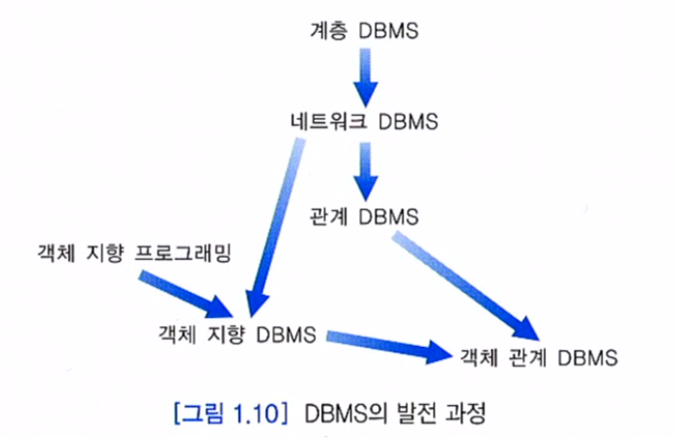 계층 DBMS
네트워크 DBMS
관계 DBMS
객체 지향 프로그래밍
객체 지향 DBMS
객체 관계 DBMS
[그림 1.10] DBMS의 발전 과정